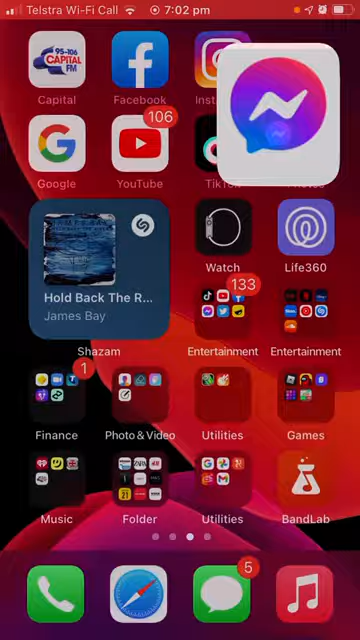 Telstra Wi-Fi Call
7:02 pm
95-106
CAPITAL
FM
Capital
Facebook
Google
106
YouTube
Hold Back The R...
James Bay
Shazam
Watch
Life360
133
Entertainment
Entertainment
1
Finance
Photo & Video
Utilities
Games
Music
Folder
Utilities
BandLab
5